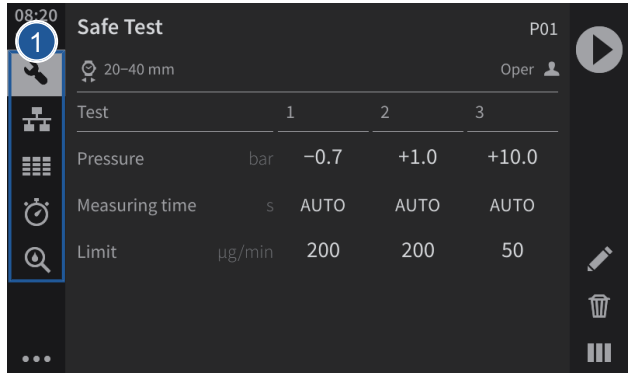 08:20
1
Safe Test P01
20–40 mm Oper
Test 1 2 3
Pressure bar −0.7 +1.0 +10.0
Measuring time s AUTO AUTO AUTO
Limit µg/min 200 200 50